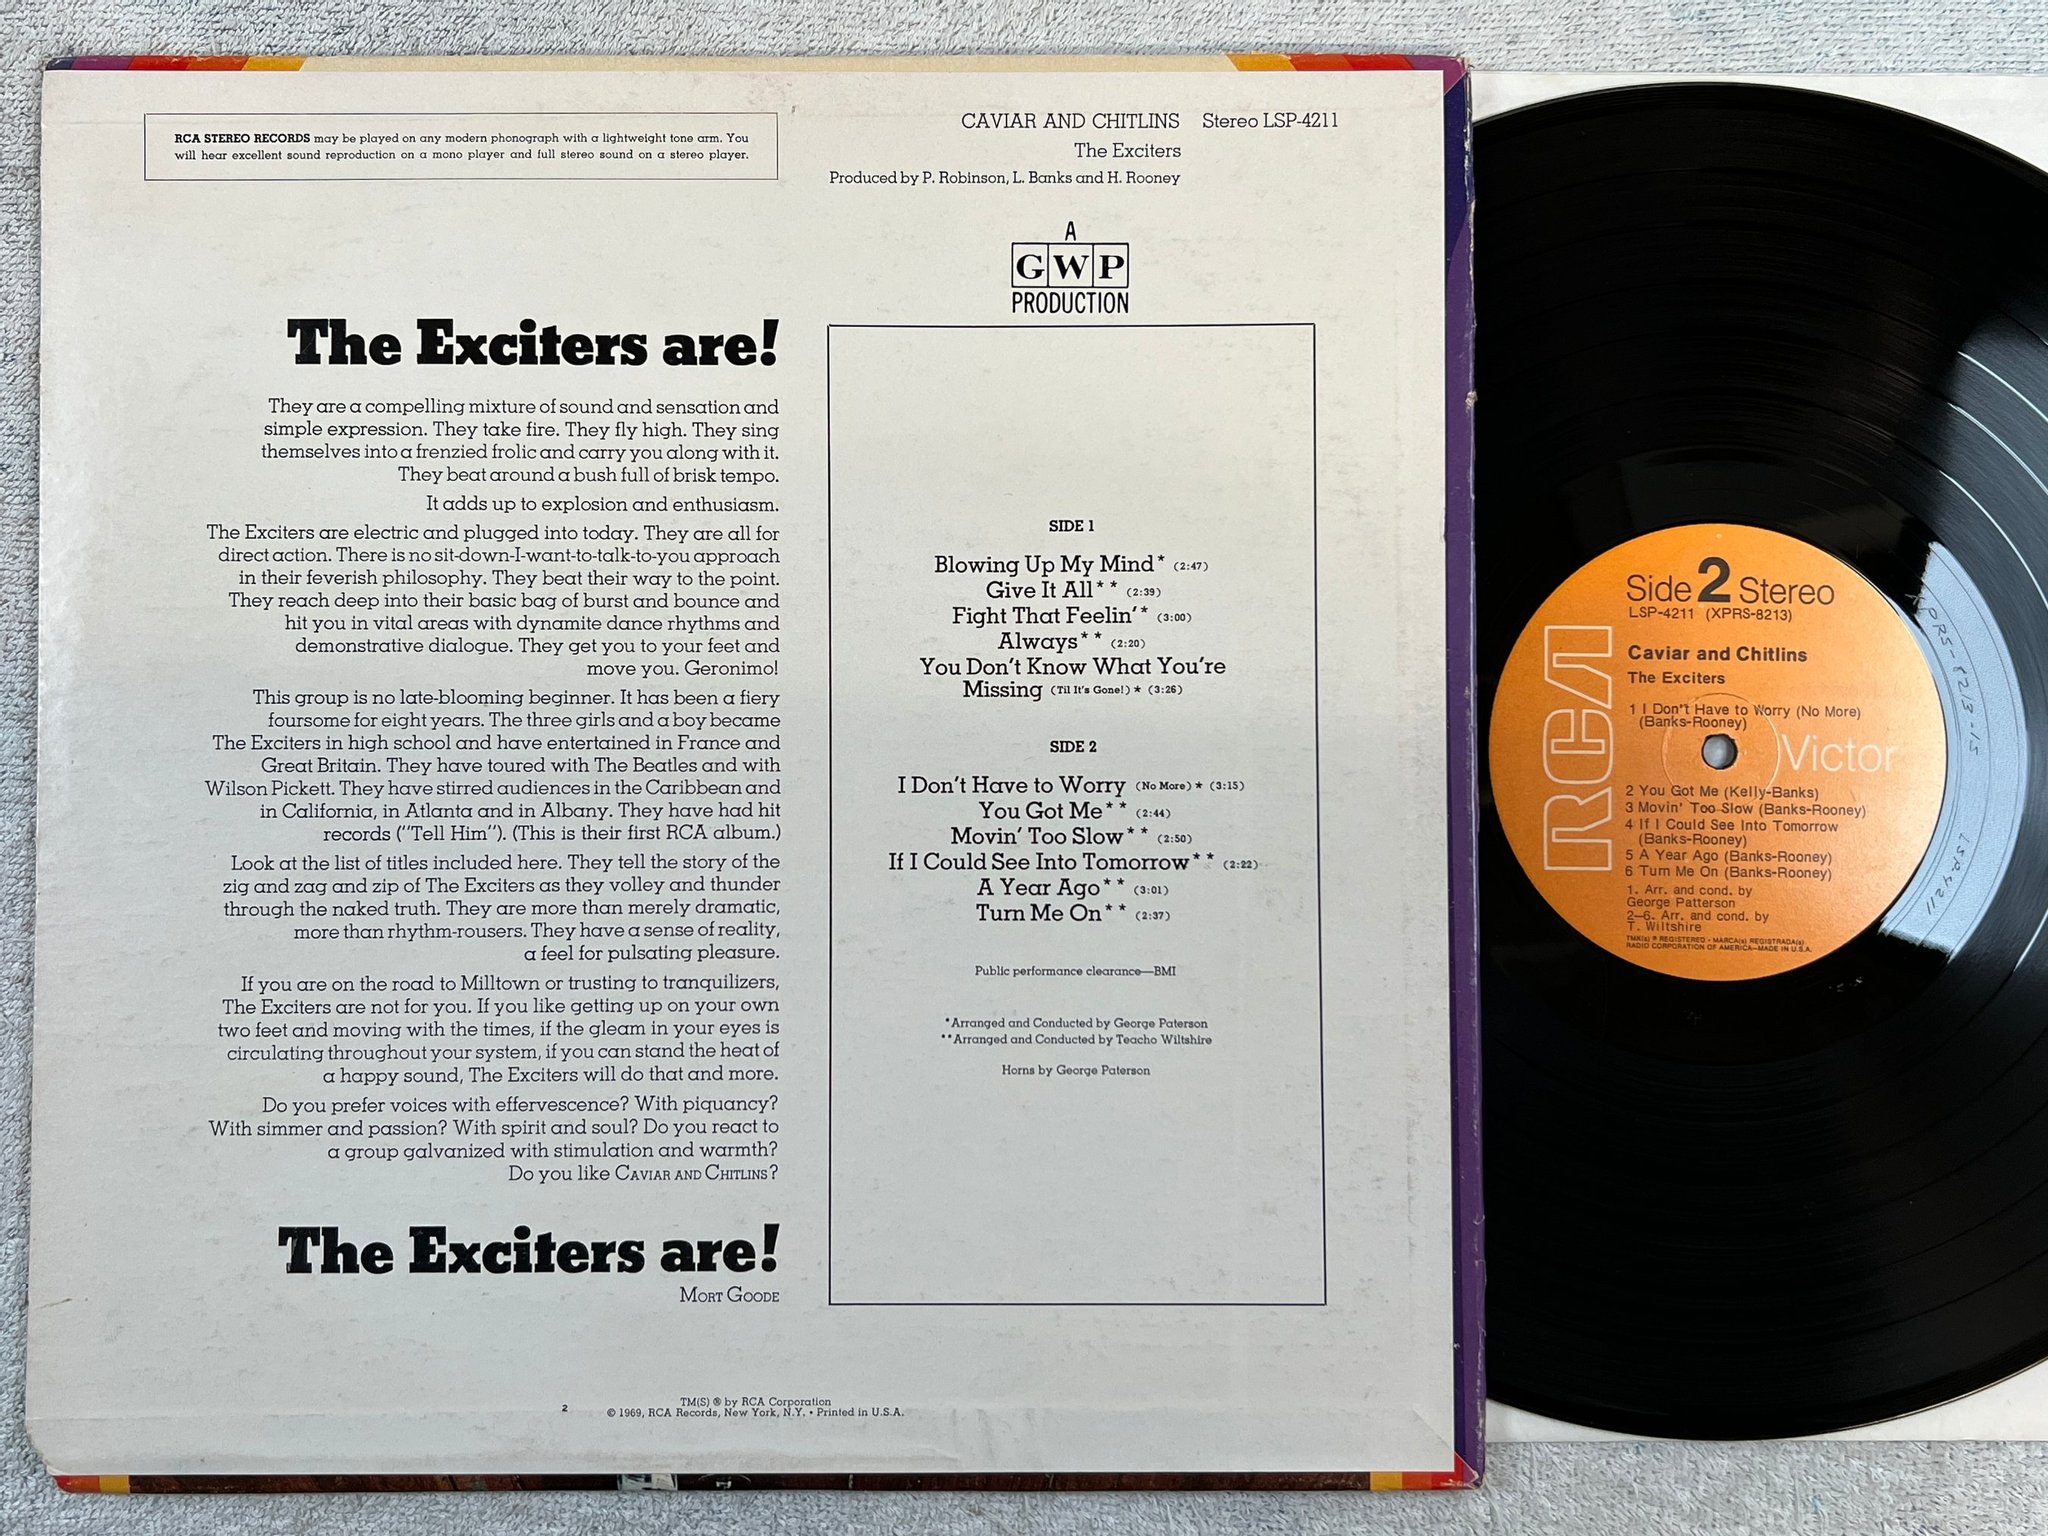 RCA STEREO RECORDS may be played on any modern phonograph with a lightweight tone arm. You
will hear excellent sound reproduction on a mono player and full stereo sound on a stereo player.
CAVIAR AND CHITLINS Stereo LSP-4211
The Exciters
Produced by P. Robinson, L. Banks and H. Rooney
A
GWP
PRODUCTION
The Exciters are!
They are a compelling mixture of sound and sensation and
simple expression. They take fire. They fly high. They sing
themselves into a frenzied frolic and carry you along with it.
They beat around a bush full of brisk tempo.
It adds up to explosion and enthusiasm.
The Exciters are electric and plugged into today. They are all for
direct action. There is no sit-down-I-want-to-talk-to-you approach
in their feverish philosophy. They beat their way to the point.
They reach deep into their basic bag of burst and bounce and
hit you in vital areas with dynamite dance rhythms and
demonstrative dialogue. They get you to your feet and
move you. Geronimo!
This group is no late-blooming beginner. It has been a fiery
foursome for eight years. The three girls and a boy became
The Exciters in high school and have entertained in France and
Great Britain. They have toured with The Beatles and with
Wilson Pickett. They have stirred audiences in the Caribbean and
in California, in Atlanta and in Albany. They have had hit
records ("Tell Him"). (This is their first RCA album.)
Look at the list of titles included here. They tell the story of the
zig and zag and zip of The Exciters as they volley and thunder
through the naked truth. They are more than merely dramatic,
more than rhythm-rousers. They have a sense of reality,
a feel for pulsating pleasure.
If you are on the road to Milltown or trusting to tranquilizers,
The Exciters are not for you. If you like getting up on your own
two feet and moving with the times, if the gleam in your eyes is
circulating throughout your system, if you can stand the heat of
a happy sound, The Exciters will do that and more.
Do you prefer voices with effervescence? With piquancy?
With simmer and passion? With spirit and soul? Do you react to
a group galvanized with stimulation and warmth?
Do you like CAVIAR AND CHITLINS?
The Exciters are!
MORT GOODE
SIDE 1
Blowing Up My Mind* (2:47)
Give It All** (2:39)
Fight That Feelin'* (3:00)
Always** (2:20)
You Don't Know What You're
Missing (Til It's Gone!)* (3:26)
SIDE 2
I Don't Have to Worry (No More)* (3:15)
You Got Me** (2:44)
Movin' Too Slow** (2:50)
If I Could See Into Tomorrow** (2:22)
A Year Ago** (3:01)
Turn Me On** (2:37)
Public performance clearance—BMI
*Arranged and Conducted by George Paterson
**Arranged and Conducted by Teacho Wiltshire
Horns by George Paterson
2
TM(S) ® by RCA Corporation
© 1969, RCA Records, New York, N.Y. • Printed in U.S.A.
Side 2 Stereo
LSP-4211 (XPRS-8213)
Caviar and Chitlins
The Exciters
1 I Don't Have to Worry (No More)
(Banks-Rooney)
RCA
Victor
2 You Got Me (Kelly-Banks)
3 Movin' Too Slow (Banks-Rooney)
4 If I Could See Into Tomorrow
(Banks-Rooney)
5 A Year Ago (Banks-Rooney)
6 Turn Me On (Banks-Rooney)
1. Arr. and cond. by
George Patterson
2–6. Arr. and cond. by
T. Wiltshire
TMK(s) ® REGISTERED • MARCA(s) REGISTRADA(s)
RADIO CORPORATION OF AMERICA—MADE IN U.S.A.
LSP-4211